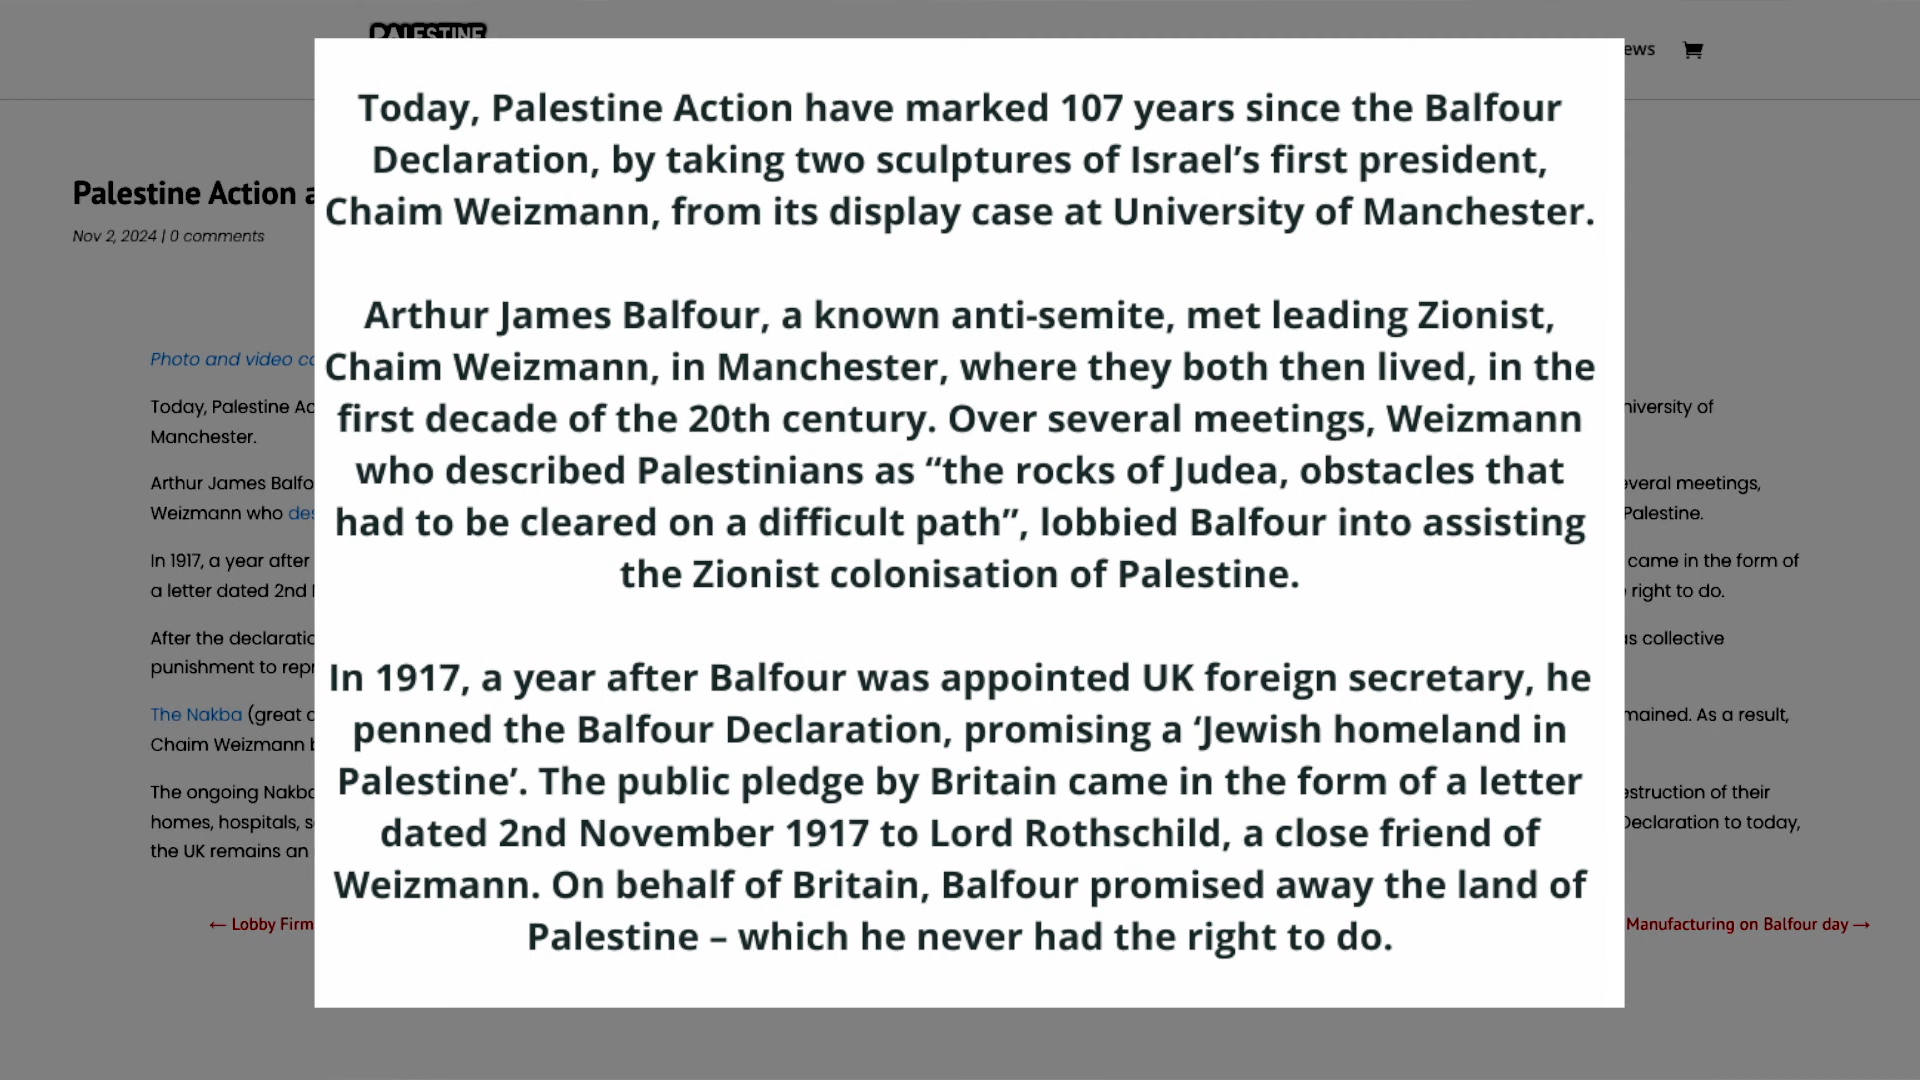 PALESTINE
ews
Palestine Action a
Nov 2, 2024 | 0 comments
Today, Palestine Action have marked 107 years since the Balfour
Declaration, by taking two sculptures of Israel’s first president,
Chaim Weizmann, from its display case at University of Manchester.
Arthur James Balfour, a known anti-semite, met leading Zionist,
Chaim Weizmann, in Manchester, where they both then lived, in the
first decade of the 20th century. Over several meetings, Weizmann
who described Palestinians as “the rocks of Judea, obstacles that
had to be cleared on a difficult path”, lobbied Balfour into assisting
the Zionist colonisation of Palestine.
In 1917, a year after Balfour was appointed UK foreign secretary, he
penned the Balfour Declaration, promising a ‘Jewish homeland in
Palestine’. The public pledge by Britain came in the form of a letter
dated 2nd November 1917 to Lord Rothschild, a close friend of
Weizmann. On behalf of Britain, Balfour promised away the land of
Palestine – which he never had the right to do.
Photo and video co
Today, Palestine Ac
niversity of
Manchester.
Arthur James Balfo
everal meetings,
Weizmann who des
Palestine.
In 1917, a year after
came in the form of
a letter dated 2nd
right to do.
After the declaratio
as collective
punishment to repr
The Nakba (great c
mained. As a result,
Chaim Weizmann b
The ongoing Nakba
estruction of their
homes, hospitals, s
Declaration to today,
the UK remains an
← Lobby Firm
Manufacturing on Balfour day →